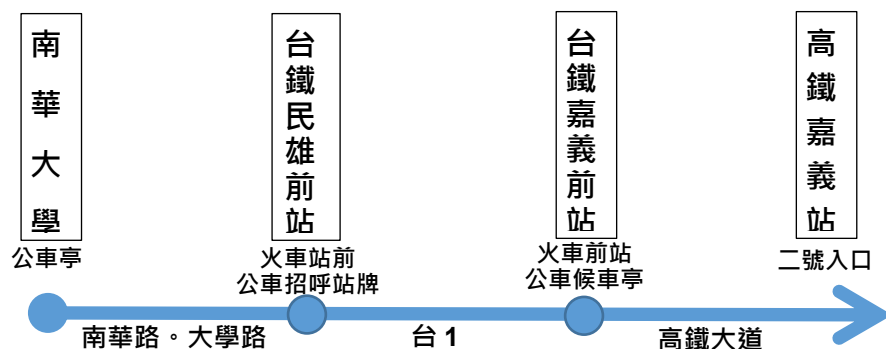 南華大學
台鐵民雄前站
台鐵嘉義前站
高鐵嘉義站
公車亭
火車站前
公車招呼站牌
火車前站
公車候車亭
二號入口
南華路。大學路
台 1
高鐵大道